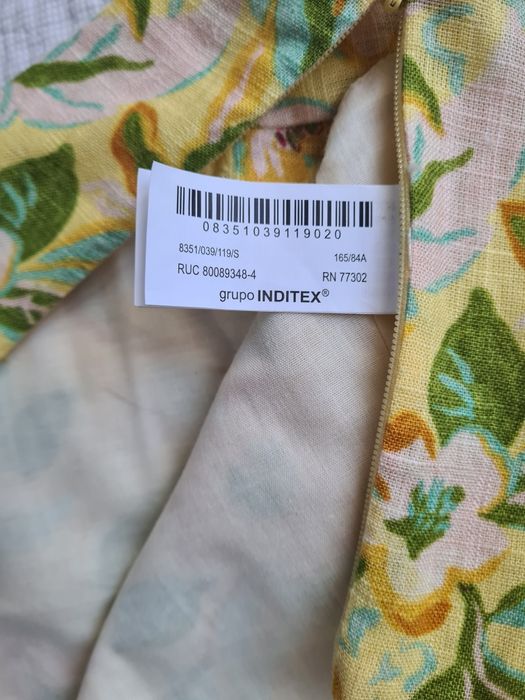 08351039119020
8351/039/119/S 165/84A
RUC 80089348-4 RN 77302
grupo INDITEX®